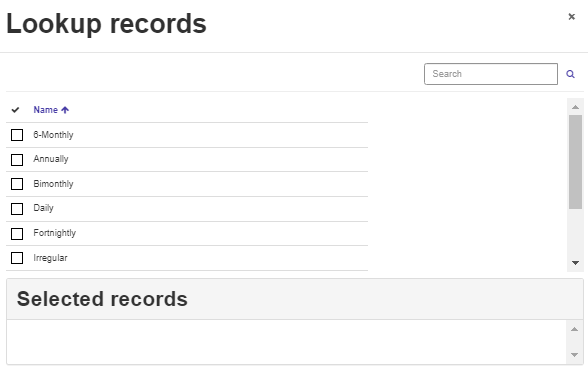 Lookup records
Search
Name
6-Monthly
Annually
Bimonthly
Daily
Fortnightly
Irregular
Selected records